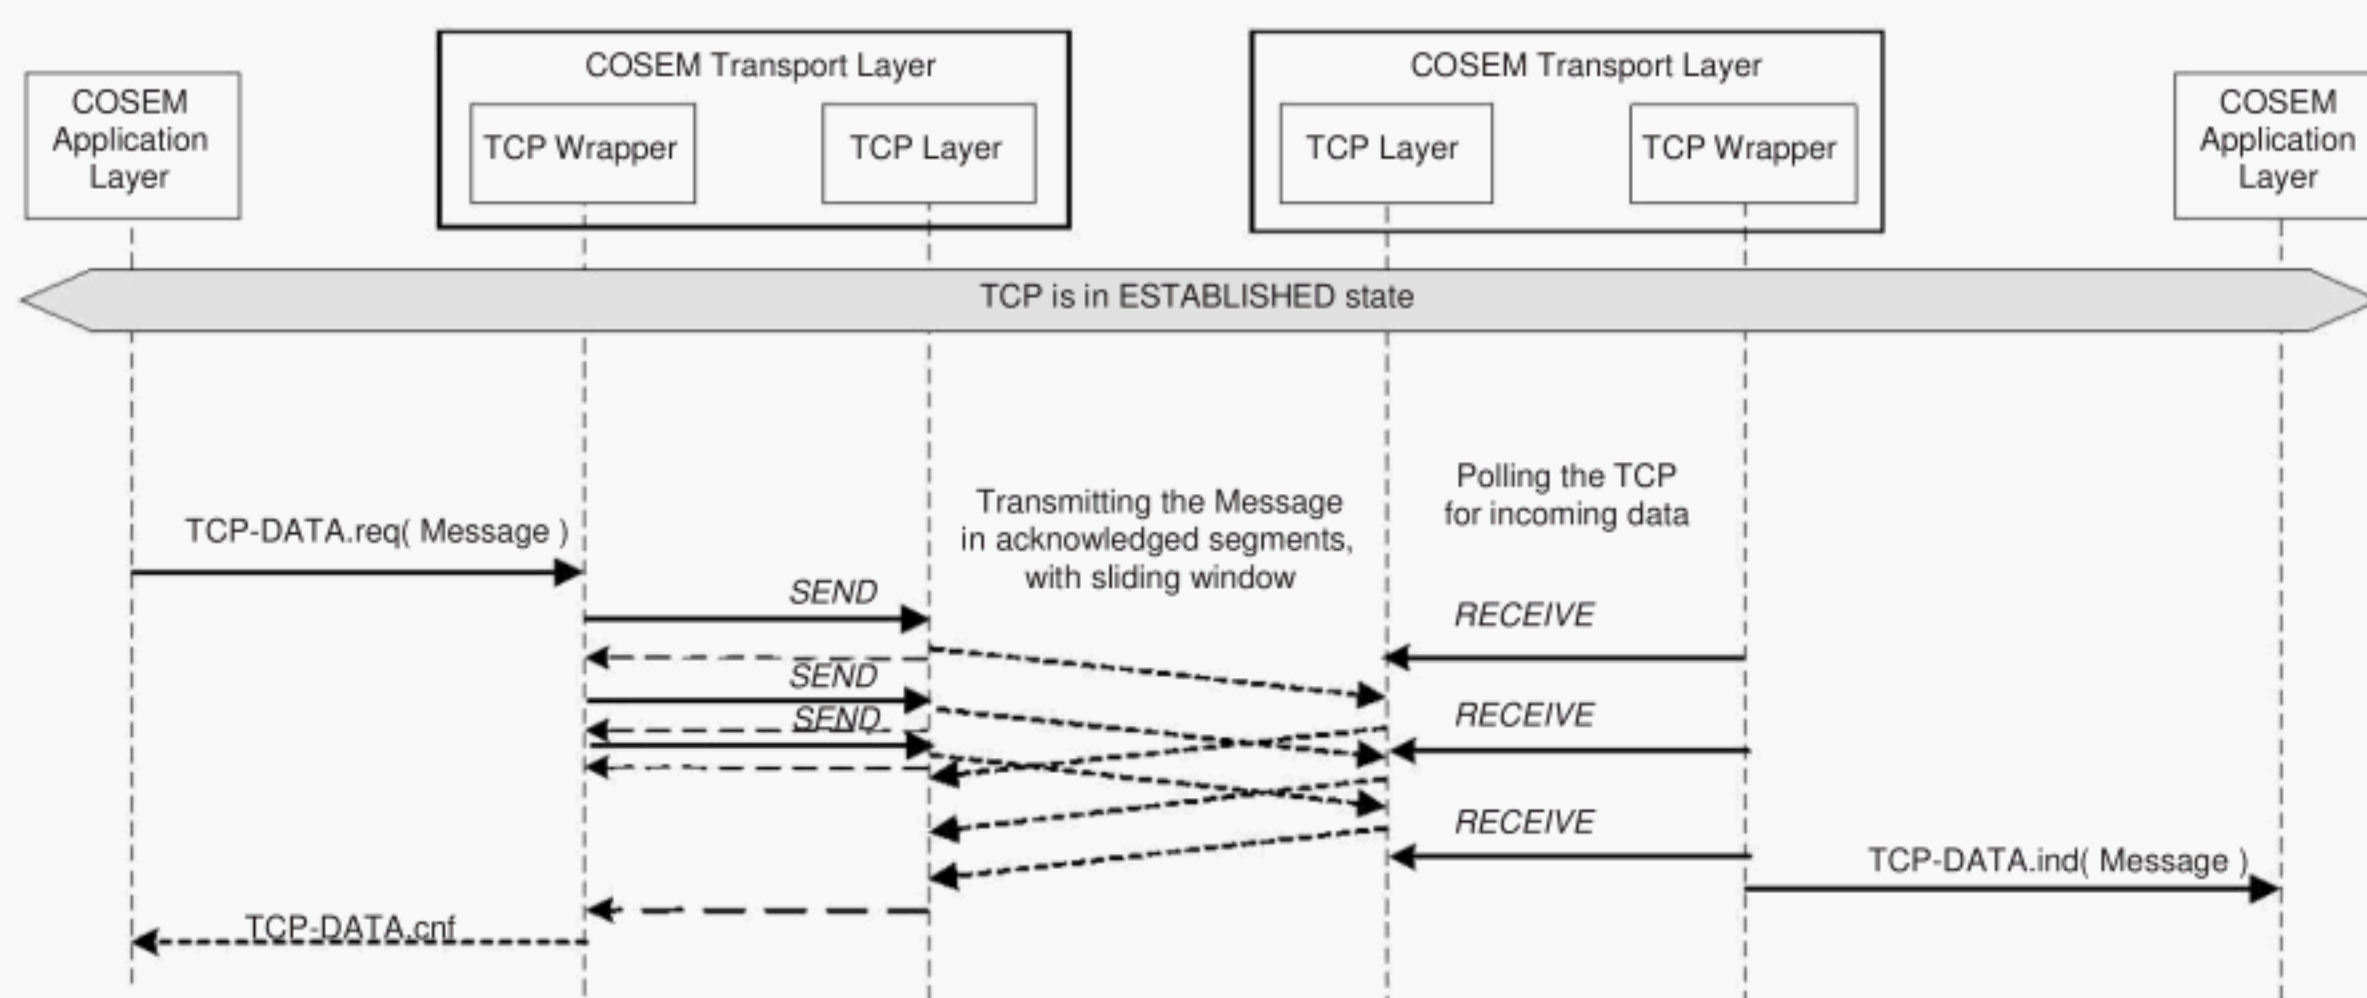 COSEM Transport Layer
COSEM Transport Layer
COSEM
Application
Layer
TCP Wrapper
TCP Layer
TCP Layer
TCP Wrapper
COSEM
Application
Layer
TCP is in ESTABLISHED state
Polling the TCP
for incoming data
Transmitting the Message
in acknowledged segments,
with sliding window
TCP-DATA.req( Message )
SEND
RECEIVE
SEND
SEND
RECEIVE
RECEIVE
TCP-DATA.ind( Message )
TCP-DATA.cnf